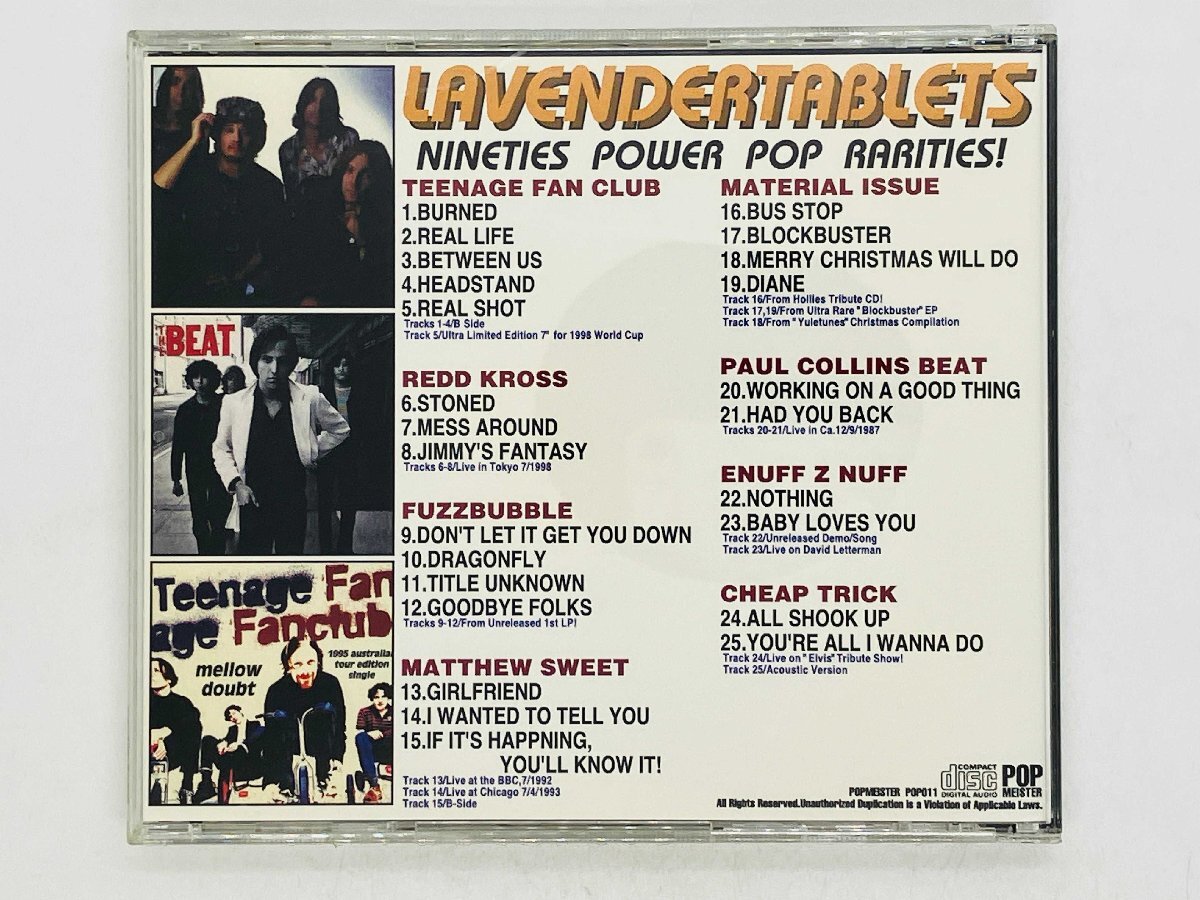 LAVENDERTABLETS
NINETIES POWER POP RARITIES!
TEENAGE FAN CLUB
1.BURNED
2.REAL LIFE
3.BETWEEN US
4.HEADSTAND
5.REAL SHOT
Tracks 1-4/B Side
Track 5/Ultra Limited Edition 7" for 1998 World Cup
REDD KROSS
6.STONED
7.MESS AROUND
8.JIMMY'S FANTASY
Tracks 6-8/Live in Tokyo 7/1998
FUZZBUBBLE
9.DON'T LET IT GET YOU DOWN
10.DRAGONFLY
11.TITLE UNKNOWN
12.GOODBYE FOLKS
Tracks 9-12/From Unreleased 1st LP!
MATTHEW SWEET
13.GIRLFRIEND
14.I WANTED TO TELL YOU
15.IF IT'S HAPPNING,
YOU'LL KNOW IT!
Track 13/Live at the BBC,7/1992
Track 14/Live at Chicago 7/4/1993
Track 15/B-Side
MATERIAL ISSUE
16.BUS STOP
17.BLOCKBUSTER
18.MERRY CHRISTMAS WILL DO
19.DIANE
Track 16/From Hollies Tribute CD!
Track 17,19/From Ultra Rare "Blockbuster" EP
Track 18/From "Yuletunes" Christmas Compilation
PAUL COLLINS BEAT
20.WORKING ON A GOOD THING
21.HAD YOU BACK
Tracks 20-21/Live in Ca.12/9/1987
ENUFF Z NUFF
22.NOTHING
23.BABY LOVES YOU
Track 22/Unreleased Demo/Song
Track 23/Live on David Letterman
CHEAP TRICK
24.ALL SHOOK UP
25.YOU'RE ALL I WANNA DO
Track 24/Live on "Elvis" Tribute Show!
Track 25/Acoustic Version
THE BEAT
Teenage Fan
age Fanclub
1995 australia
tour edition
single
mellow
doubt
COMPACT
disc
DIGITAL AUDIO
POP
MEISTER
POPMEISTER POP011
All Rights Reserved.Unauthorized Duplication is a Violation of Applicable Laws.